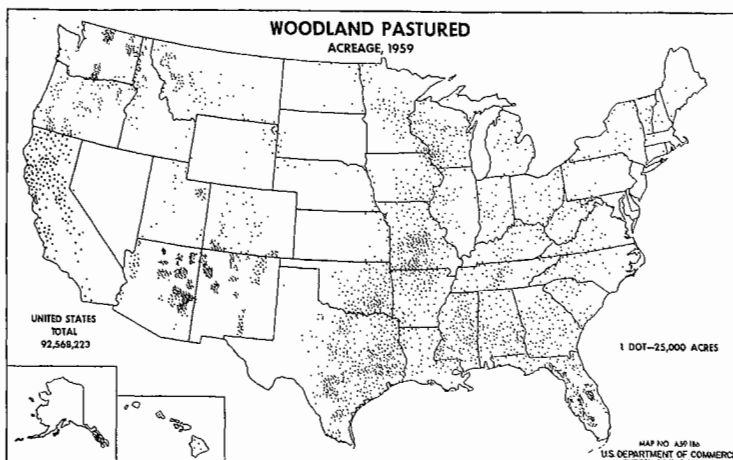 WOODLAND PASTURED
ACREAGE, 1959
UNITED STATES
TOTAL
92,568,223
1 DOT—25,000 ACRES
MAP NO. A59 186
U.S. DEPARTMENT OF COMMERCE